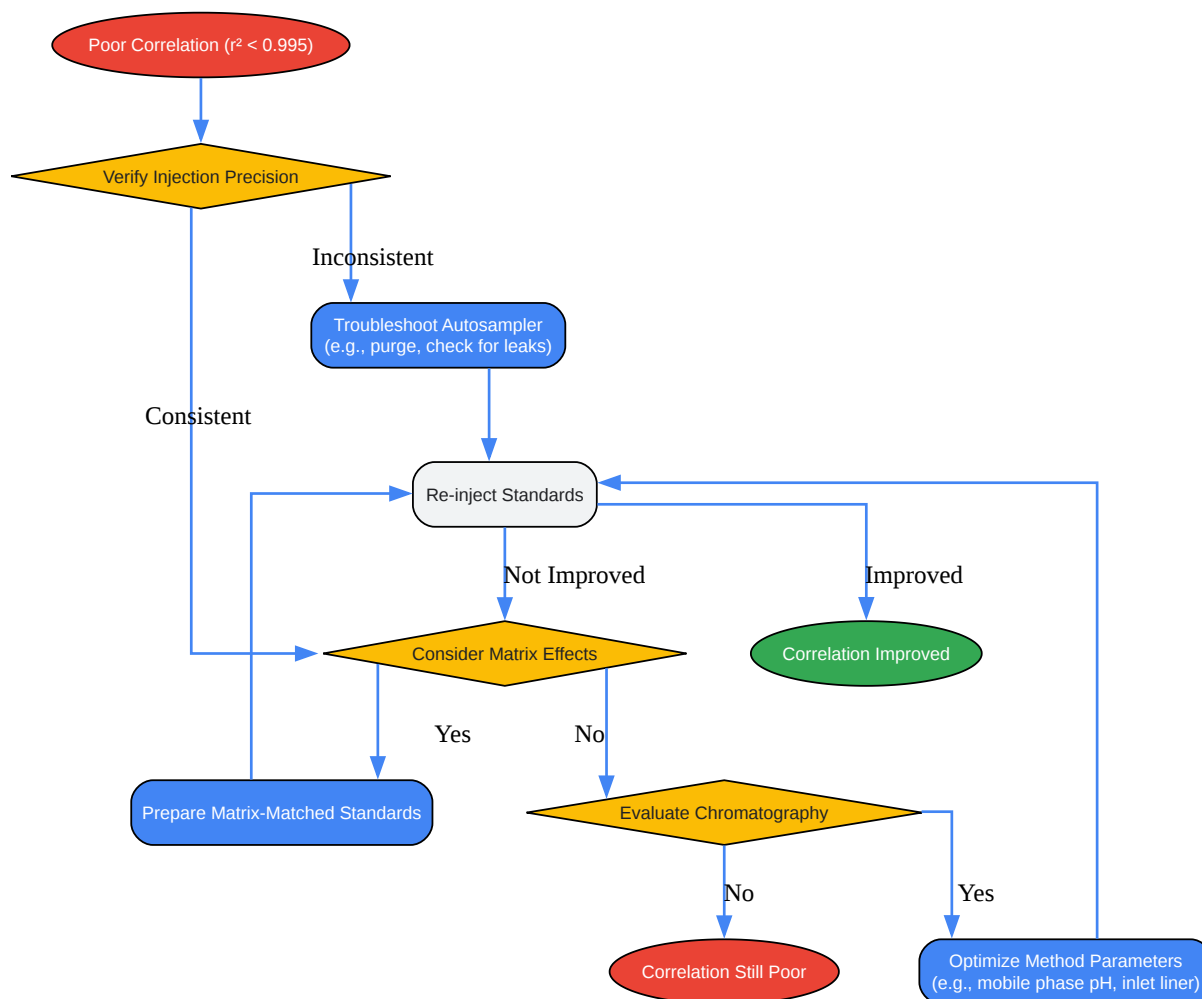 Poor Correlation (r² < 0.995)
Verify Injection Precision
Inconsistent
Troubleshoot Autosampler
(e.g., purge, check for leaks)
Consistent
Re-inject Standards
Not Improved
Improved
Consider Matrix Effects
Correlation Improved
Yes
No
Prepare Matrix-Matched Standards
Evaluate Chromatography
No
Yes
Correlation Still Poor
Optimize Method Parameters
(e.g., mobile phase pH, inlet liner)